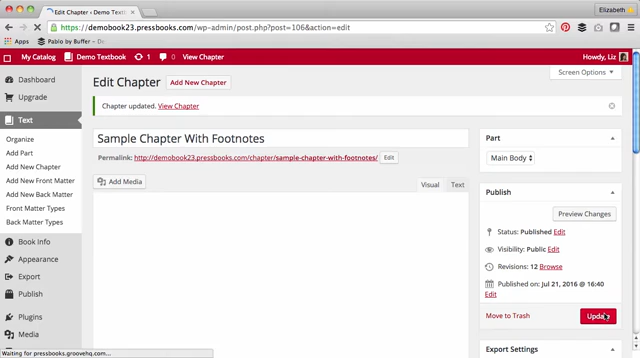 Edit Chapter ‹ Demo Textbo
Elizabeth
https://demobook23.pressbooks.com/wp-admin/post.php?post=106&action=edit
Apps
Pablo by Buffer – D...
Other Bookmarks
My Catalog
Demo Textbook
1
0
View Chapter
Howdy, Liz
Dashboard
Upgrade
Text
Organize
Add Part
Add New Chapter
Add New Front Matter
Add New Back Matter
Front Matter Types
Back Matter Types
Book Info
Appearance
Export
Publish
Plugins
Media
Edit Chapter
Add New Chapter
Screen Options
Chapter updated. View Chapter
Sample Chapter With Footnotes
Permalink: http://demobook23.pressbooks.com/chapter/sample-chapter-with-footnotes/ Edit
Add Media
Visual
Text
Part
Main Body
Publish
Preview Changes
Status: Published Edit
Visibility: Public Edit
Revisions: 12 Browse
Published on: Jul 21, 2016 @ 16:40
Edit
Move to Trash
Update
Export Settings
Waiting for pressbooks.groovehq.com...